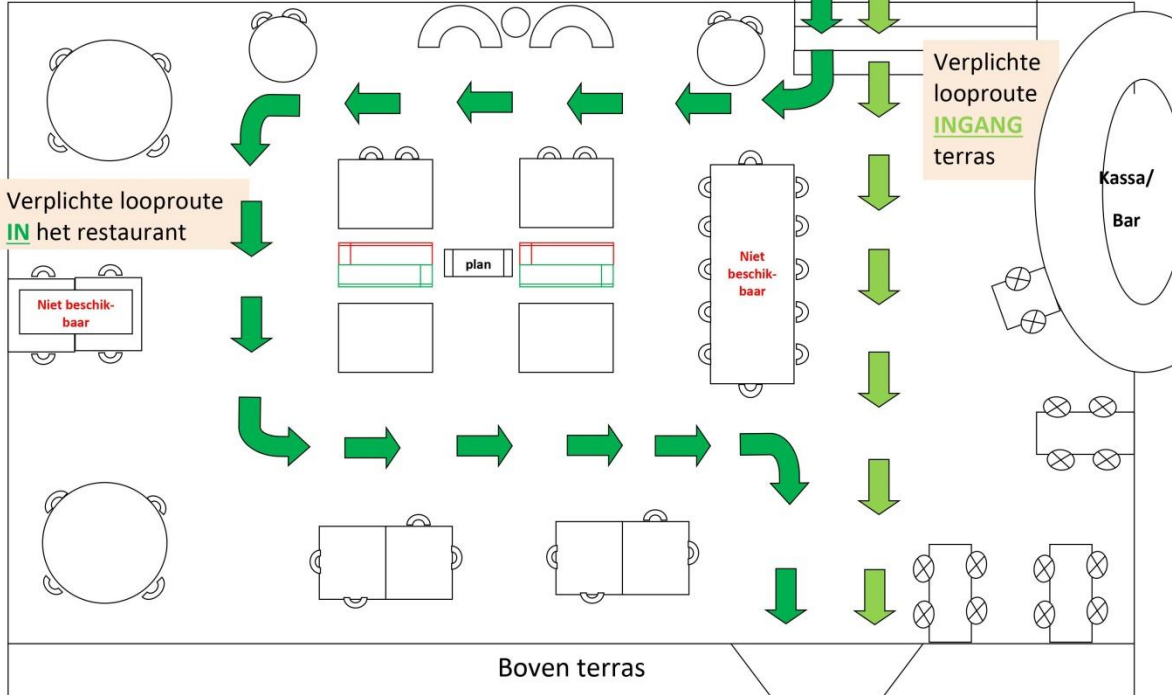 Verplichte
looproute
INGANG
terras
Kassa/
Bar
Verplichte looproute
IN het restaurant
plan
Niet beschik-
baar
Niet beschik-
baar
Boven terras